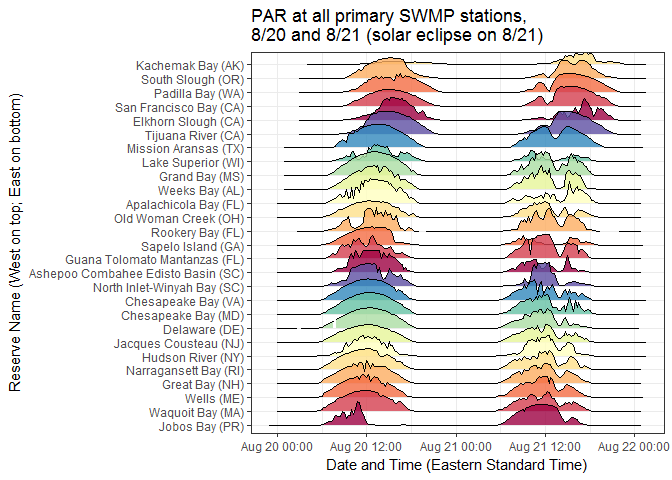 PAR at all primary SWMP stations,
8/20 and 8/21 (solar eclipse on 8/21)
Reserve Name (West on top; East on bottom)
Kachemak Bay (AK)
South Slough (OR)
Padilla Bay (WA)
San Francisco Bay (CA)
Elkhorn Slough (CA)
Tijuana River (CA)
Mission Aransas (TX)
Lake Superior (WI)
Grand Bay (MS)
Weeks Bay (AL)
Apalachicola Bay (FL)
Old Woman Creek (OH)
Rookery Bay (FL)
Sapelo Island (GA)
Guana Tolomato Mantanzas (FL)
Ashepoo Combahee Edisto Basin (SC)
North Inlet-Winyah Bay (SC)
Chesapeake Bay (VA)
Chesapeake Bay (MD)
Delaware (DE)
Jacques Cousteau (NJ)
Hudson River (NY)
Narragansett Bay (RI)
Great Bay (NH)
Wells (ME)
Waquoit Bay (MA)
Jobos Bay (PR)
Aug 20 00:00 Aug 20 12:00 Aug 21 00:00 Aug 21 12:00 Aug 22 00:00
Date and Time (Eastern Standard Time)